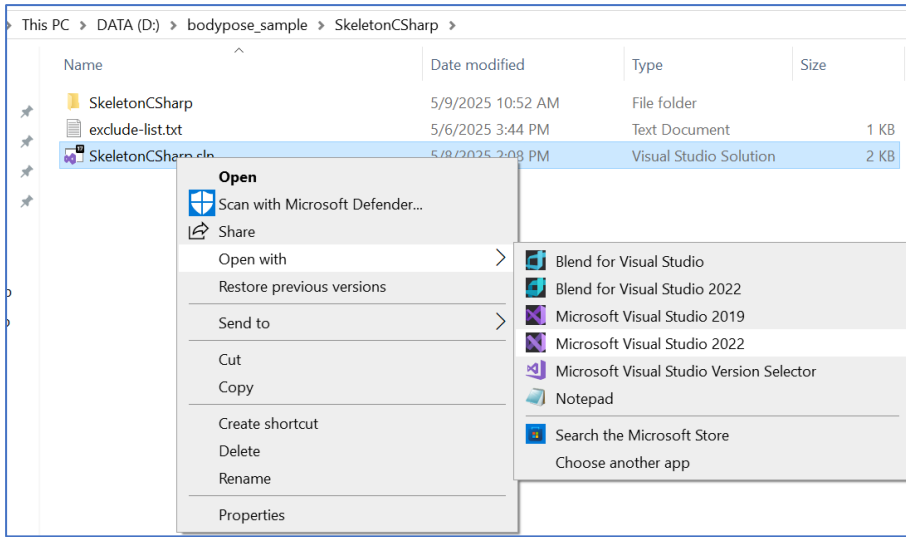 This PC > DATA (D:) > bodypose_sample > SkeletonCSharp >
Name Date modified Type Size
SkeletonCSharp 5/9/2025 10:52 AM File folder
exclude-list.txt 5/6/2025 3:44 PM Text Document 1 KB
SkeletonCSharp.sln 5/8/2025 2:08 PM Visual Studio Solution 2 KB
Open
Scan with Microsoft Defender...
Share
Open with
Restore previous versions
Send to
Cut
Copy
Create shortcut
Delete
Rename
Properties
Blend for Visual Studio
Blend for Visual Studio 2022
Microsoft Visual Studio 2019
Microsoft Visual Studio 2022
Microsoft Visual Studio Version Selector
Notepad
Search the Microsoft Store
Choose another app